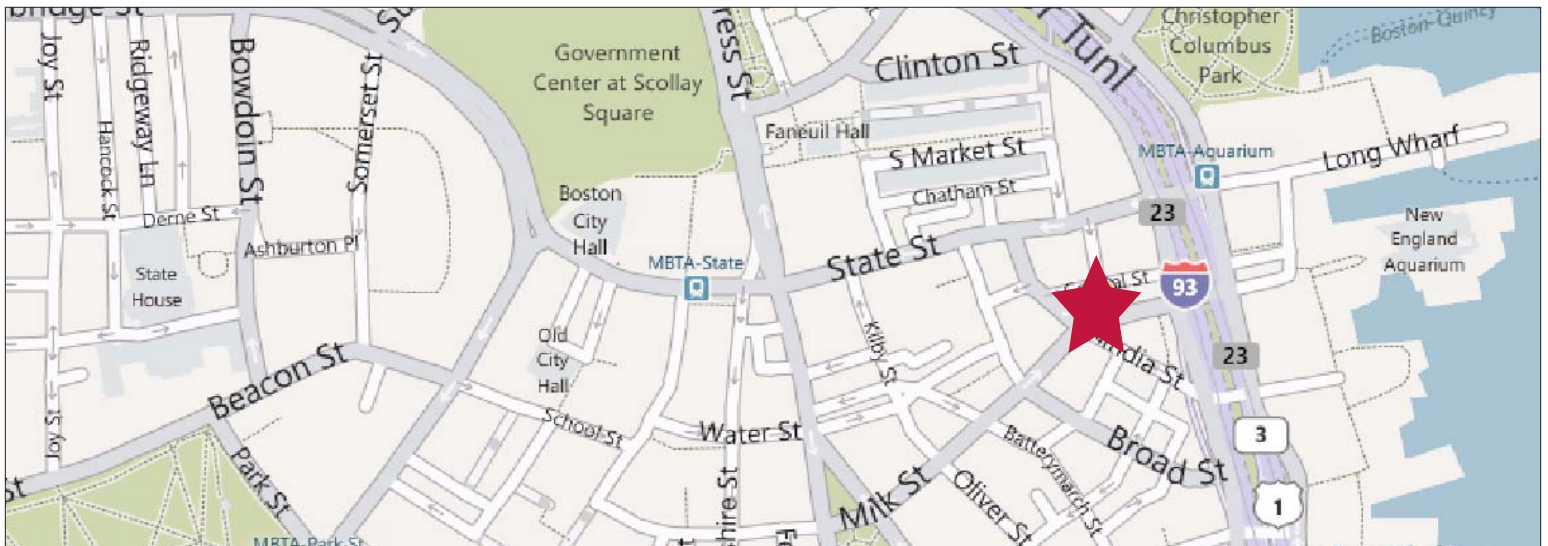 Joy St
Ridgeway Ln
Hancock St
Bowdoin St
Somerset St
Derne St
Ashburton Pl
State
House
Government
Center at Scollay
Square
Boston
City
Hall
MBTA-State
Old
City
Hall
Beacon St
School St
Joy St
Park St
MBTA-Park St
St
Water St
Milk St
Kilby St
State St
Faneuil Hall
Clinton St
S Market St
Chatham St
Tunl
Christopher
Columbus
Park
Boston-Quincy
MBTA-Aquarium
Long Wharf
New
England
Aquarium
23
93
23
3
1
India St
Broad St
Batterymarch St
Oliver St